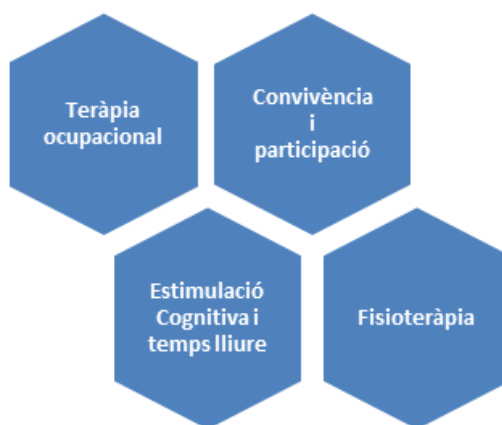 Teràpia
ocupacional
Convivència
i
participació
Estimulació
Cognitiva i
temps lliure
Fisioteràpia